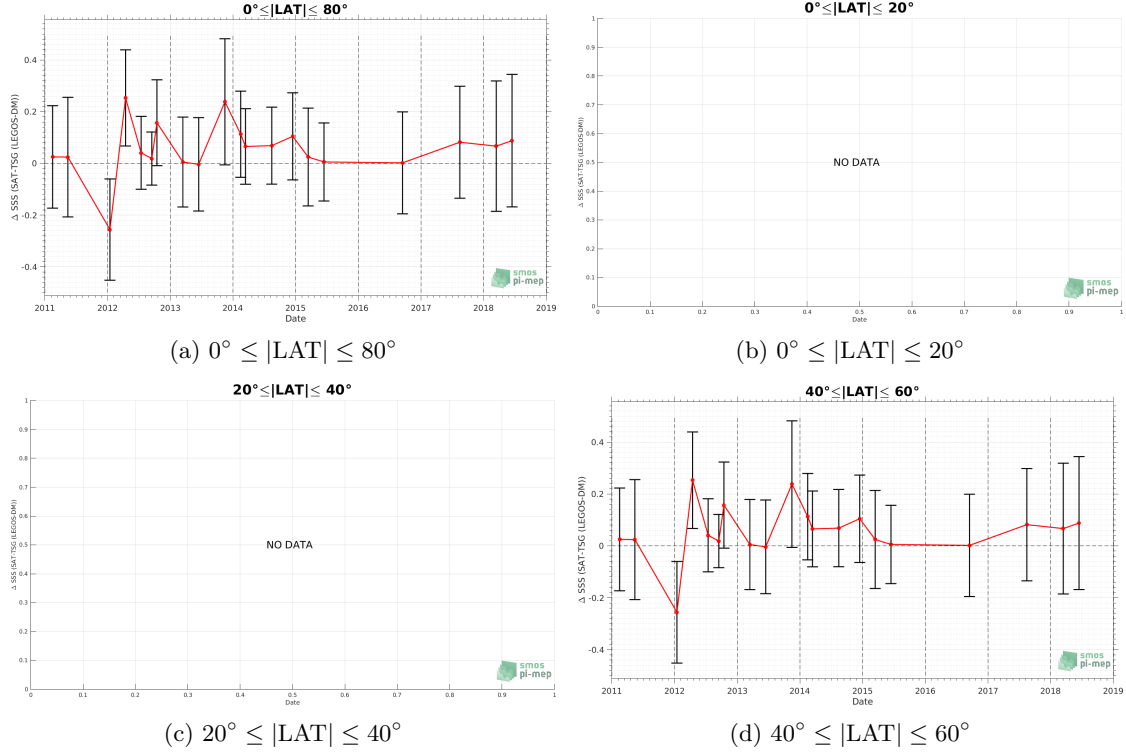 0°≤|LAT|≤ 80°
Δ SSS (SAT-TSG (LEGOS-DM))
0.4
0.2
0
-0.2
-0.4
2011 2012 2013 2014 2015 2016 2017 2018 2019
Date
smos
pi-mep
(a) 0° ≤ |LAT| ≤ 80°
0°≤|LAT|≤ 20°
Δ SSS (SAT-TSG (LEGOS-DM))
1
0.9
0.8
0.7
0.6
0.5
0.4
0.3
0.2
0.1
0
NO DATA
0 0.1 0.2 0.3 0.4 0.5 0.6 0.7 0.8 0.9 1
Date
smos
pi-mep
(b) 0° ≤ |LAT| ≤ 20°
20°≤|LAT|≤ 40°
Δ SSS (SAT-TSG (LEGOS-DM))
1
0.9
0.8
0.7
0.6
0.5
0.4
0.3
0.2
0.1
0
NO DATA
0 0.1 0.2 0.3 0.4 0.5 0.6 0.7 0.8 0.9 1
Date
smos
pi-mep
(c) 20° ≤ |LAT| ≤ 40°
40°≤|LAT|≤ 60°
Δ SSS (SAT-TSG (LEGOS-DM))
0.4
0.2
0
-0.2
-0.4
2011 2012 2013 2014 2015 2016 2017 2018 2019
Date
smos
pi-mep
(d) 40° ≤ |LAT| ≤ 60°